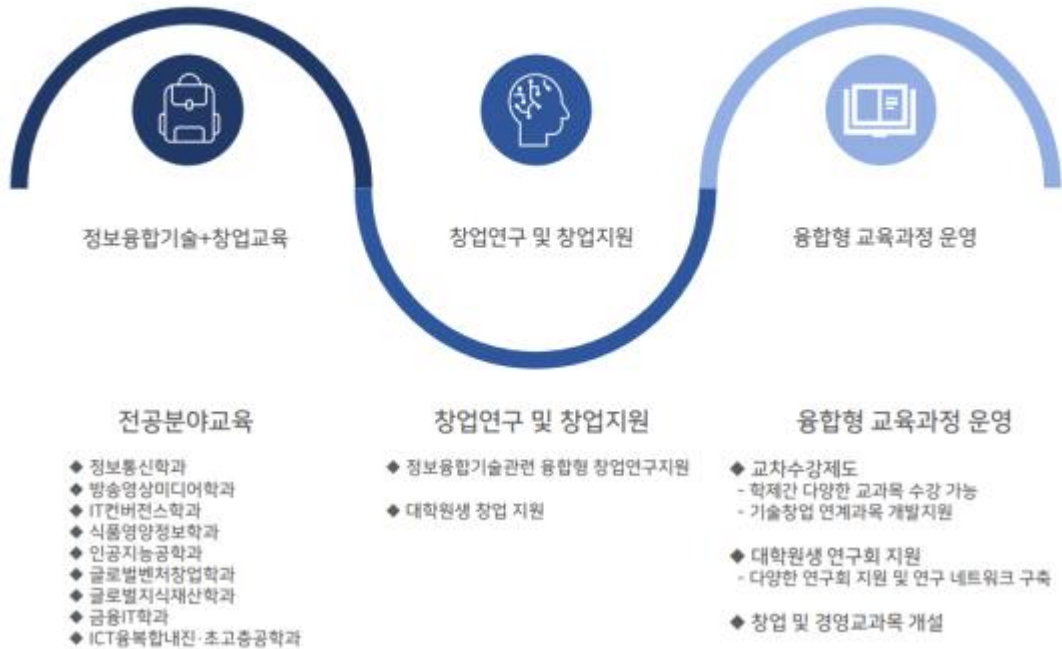 정보융합기술+창업교육
창업연구 및 창업지원
융합형 교육과정 운영
전공분야교육
◆ 정보통신학과
◆ 방송영상미디어학과
◆ IT컨버전스학과
◆ 식품영양정보학과
◆ 인공지능공학과
◆ 글로벌벤처창업학과
◆ 글로벌지식재산학과
◆ 금융IT학과
◆ ICT융복합내진·초고층공학과
창업연구 및 창업지원
◆ 정보융합기술관련 융합형 창업연구지원
◆ 대학원생 창업 지원
융합형 교육과정 운영
◆ 교차수강제도
- 학제간 다양한 교과목 수강 가능
- 기술창업 연계과목 개발지원
◆ 대학원생 연구회 지원
- 다양한 연구회 지원 및 연구 네트워크 구축
◆ 창업 및 경영교과목 개설